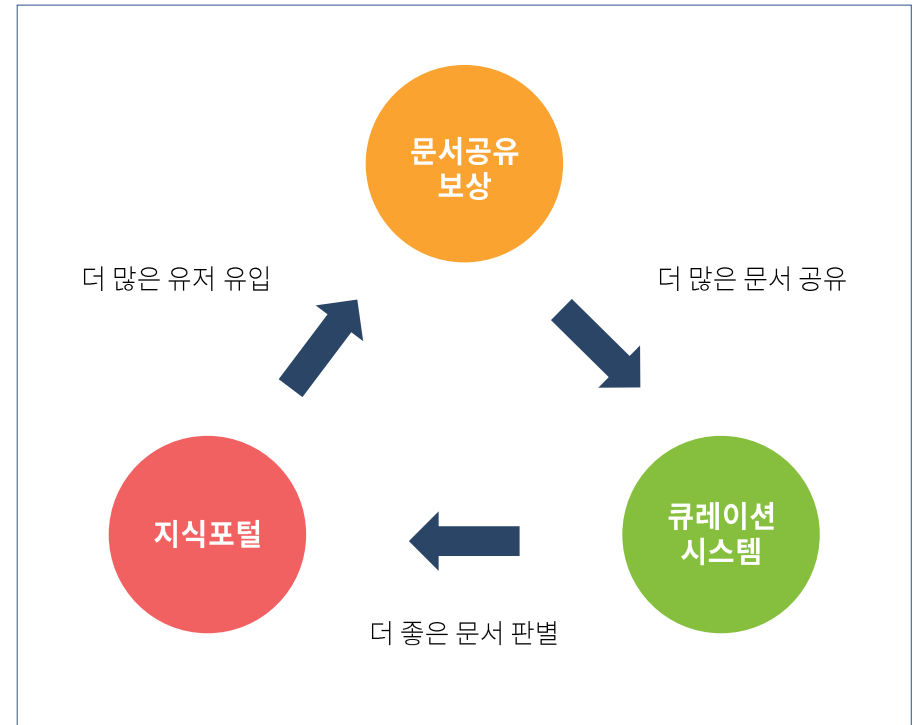 문서공유
보상
더 많은 유저 유입
더 많은 문서 공유
지식포털
큐레이션
시스템
더 좋은 문서 판별